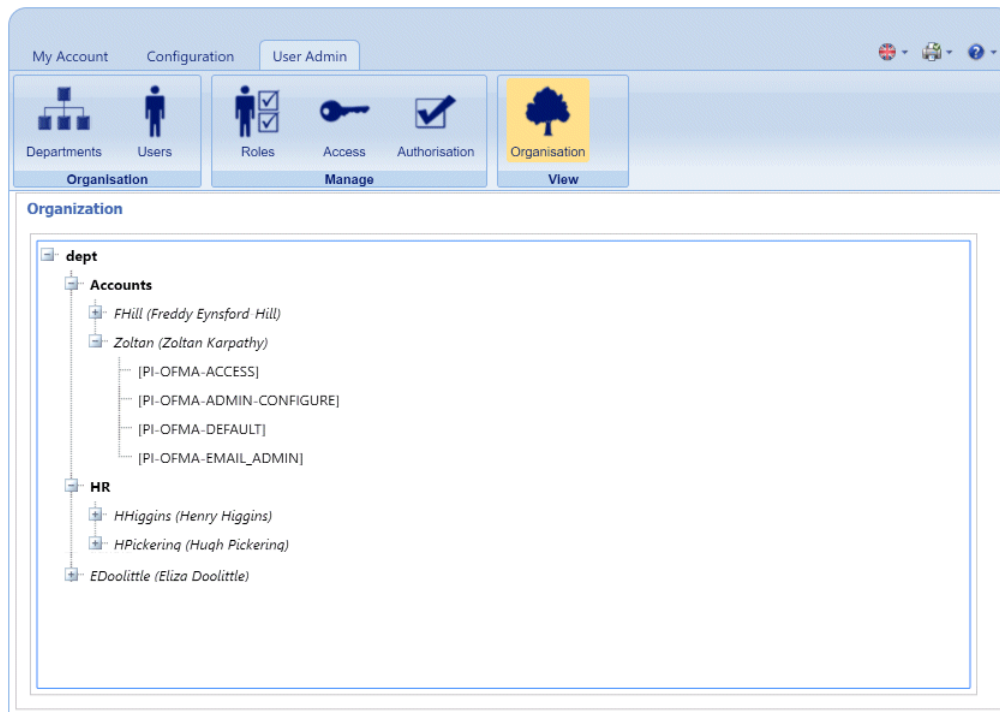 My Account Configuration User Admin
Departments Users Roles Access Authorisation Organisation
Organisation Manage View
Organization
dept
Accounts
FHill (Freddy Eynsford-Hill)
Zoltan (Zoltan Karpathy)
[PI-OFMA-ACCESS]
[PI-OFMA-ADMIN-CONFIGURE]
[PI-OFMA-DEFAULT]
[PI-OFMA-EMAIL_ADMIN]
HR
HHiggins (Henry Higgins)
HPickering (Hugh Pickering)
EDoolittle (Eliza Doolittle)